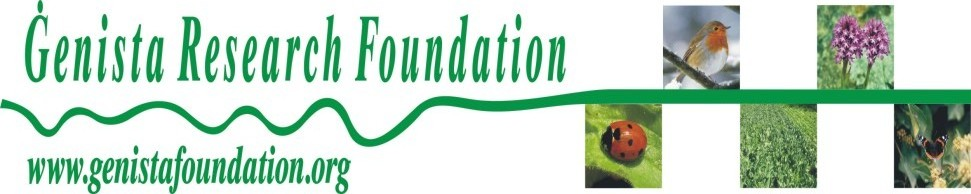 Ġenista Research Foundation
www.genistafoundation.org